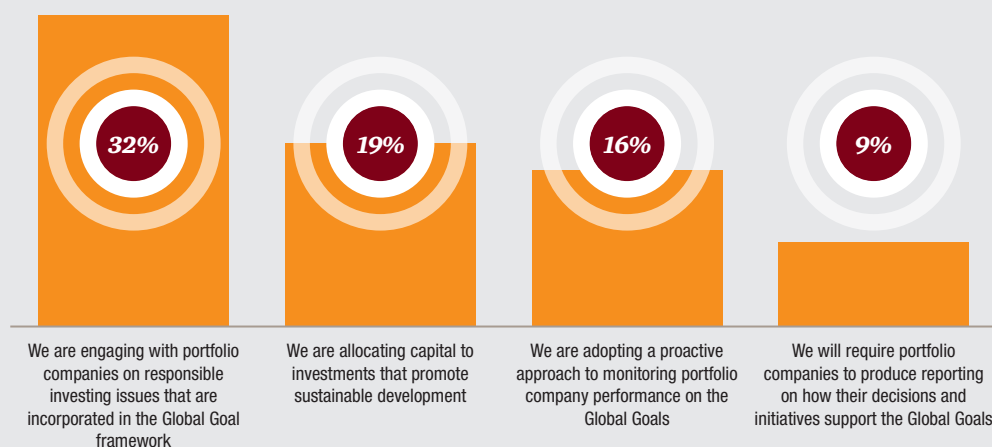 32%
19%
16%
9%
We are engaging with portfolio
companies on responsible
investing issues that are
incorporated in the Global Goal
framework
We are allocating capital to
investments that promote
sustainable development
We are adopting a proactive
approach to monitoring portfolio
company performance on the
Global Goals
We will require portfolio
companies to produce reporting
on how their decisions and
initiatives support the Global Goals